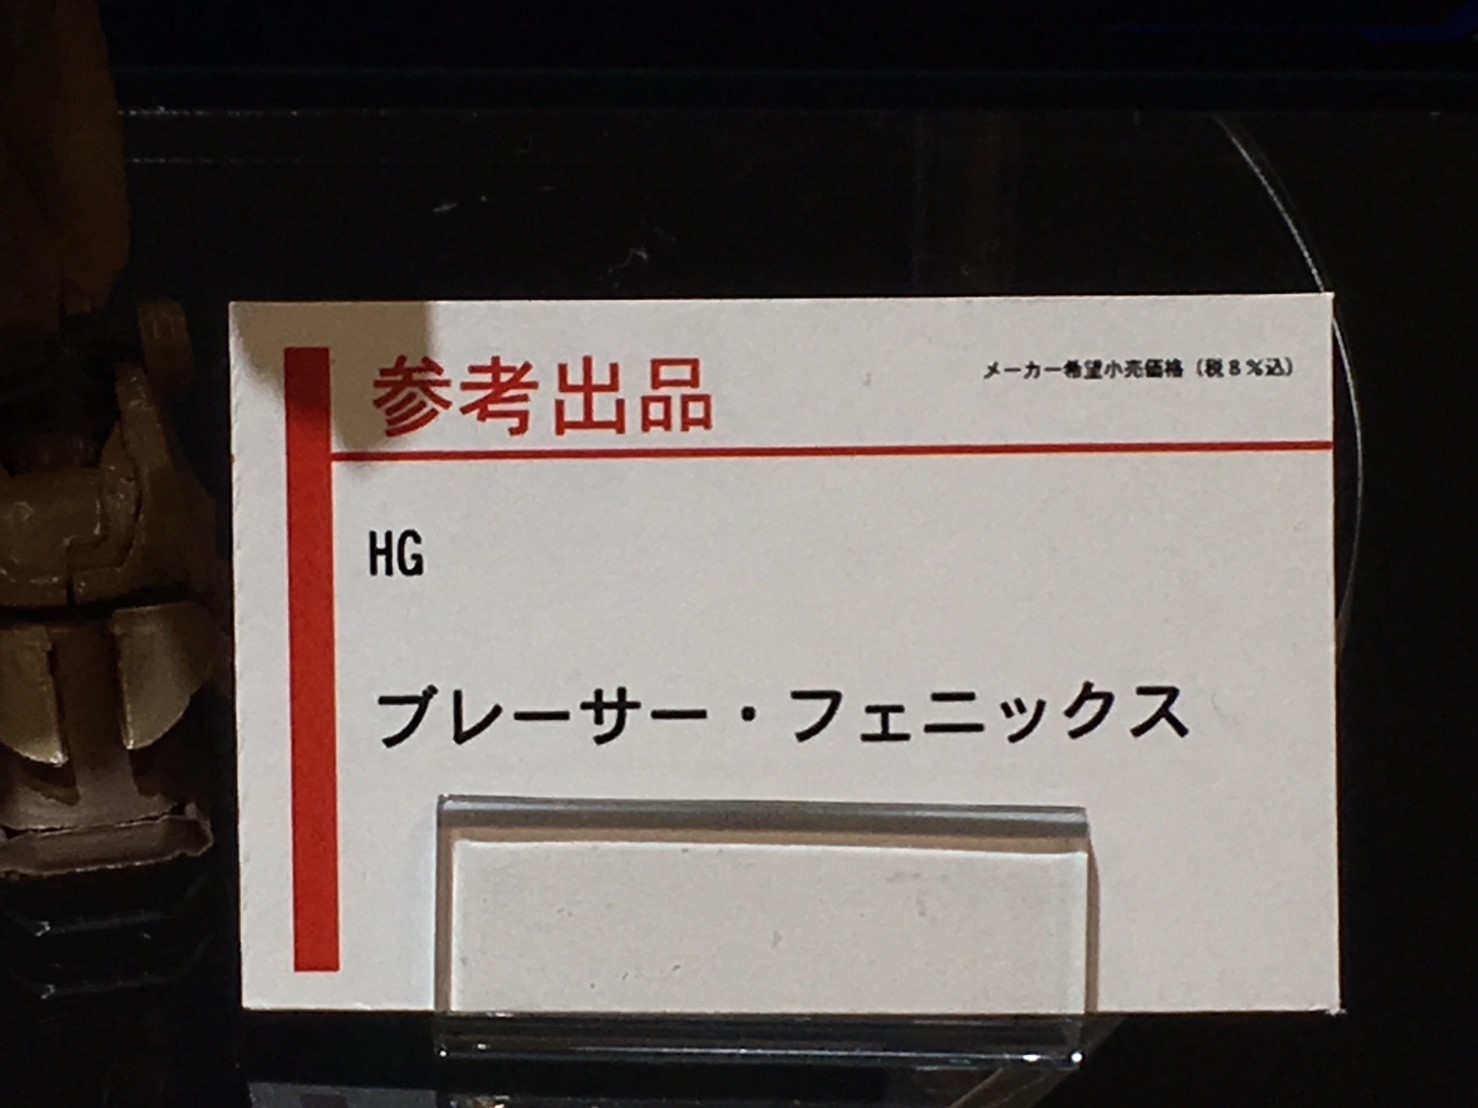 参考出品
メーカー希望小売価格（税８％込）
HG
ブレーサー・フェニックス